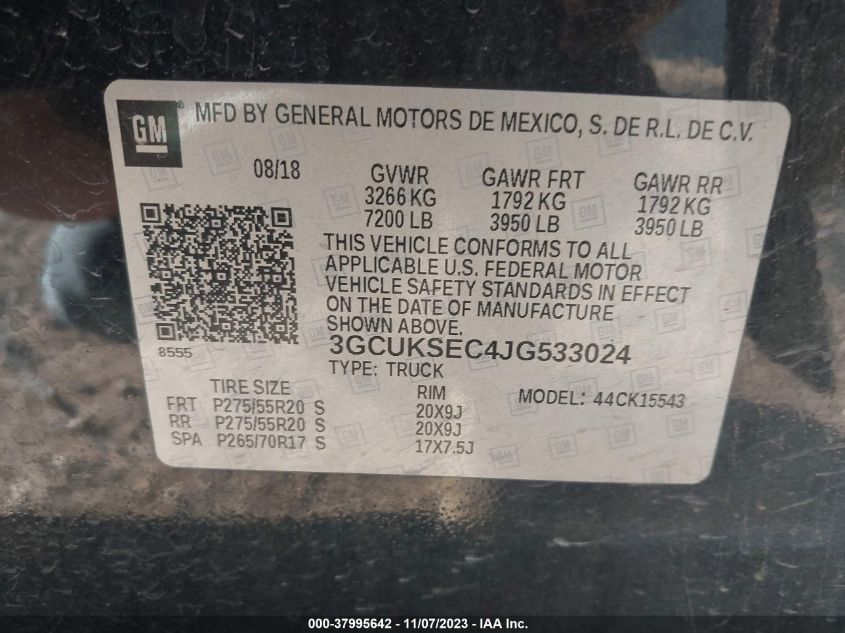 GM ® MFD BY GENERAL MOTORS DE MEXICO, S. DE R.L. DE C.V.
08/18 GVWR GAWR FRT GAWR RR
3266 KG 1792 KG 1792 KG
7200 LB 3950 LB 3950 LB
THIS VEHICLE CONFORMS TO ALL
APPLICABLE U.S. FEDERAL MOTOR
VEHICLE SAFETY STANDARDS IN EFFECT
ON THE DATE OF MANUFACTURE
SHOWN ABOVE.
8555 3GCUKSEC4JG533024
TYPE: TRUCK
TIRE SIZE RIM MODEL: 44CK15543
FRT P275/55R20 S 20X9J
RR P275/55R20 S 20X9J
SPA P265/70R17 S 17X7.5J
000-37995642 — 11/07/2023 — IAA Inc.